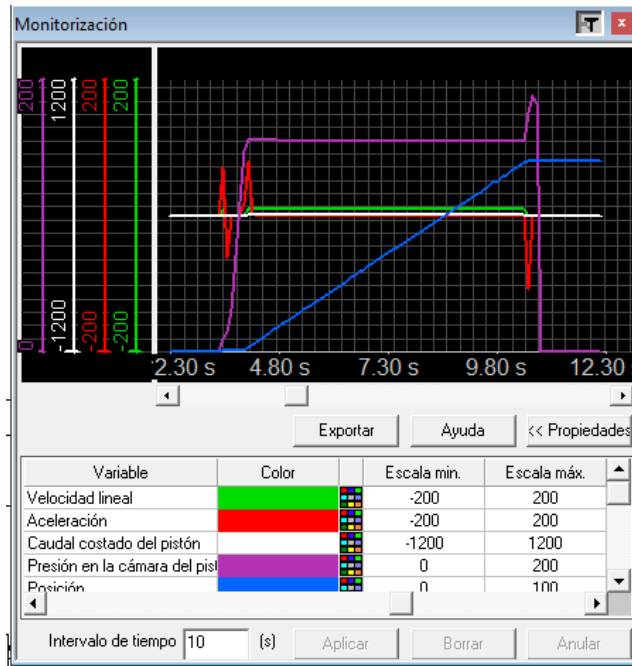 Monitorización
T
x
200
1200
200
200
0
-1200
-200
-200
2.30 s 4.80 s 7.30 s 9.80 s 12.30 s
Exportar Ayuda << Propiedades
Variable Color Escala min. Escala máx.
Velocidad lineal -200 200
Aceleración -200 200
Caudal costado del pistón -1200 1200
Presión en la cámara del pist 0 200
Posición 0 100
Intervalo de tiempo 10 (s) Aplicar Borrar Anular